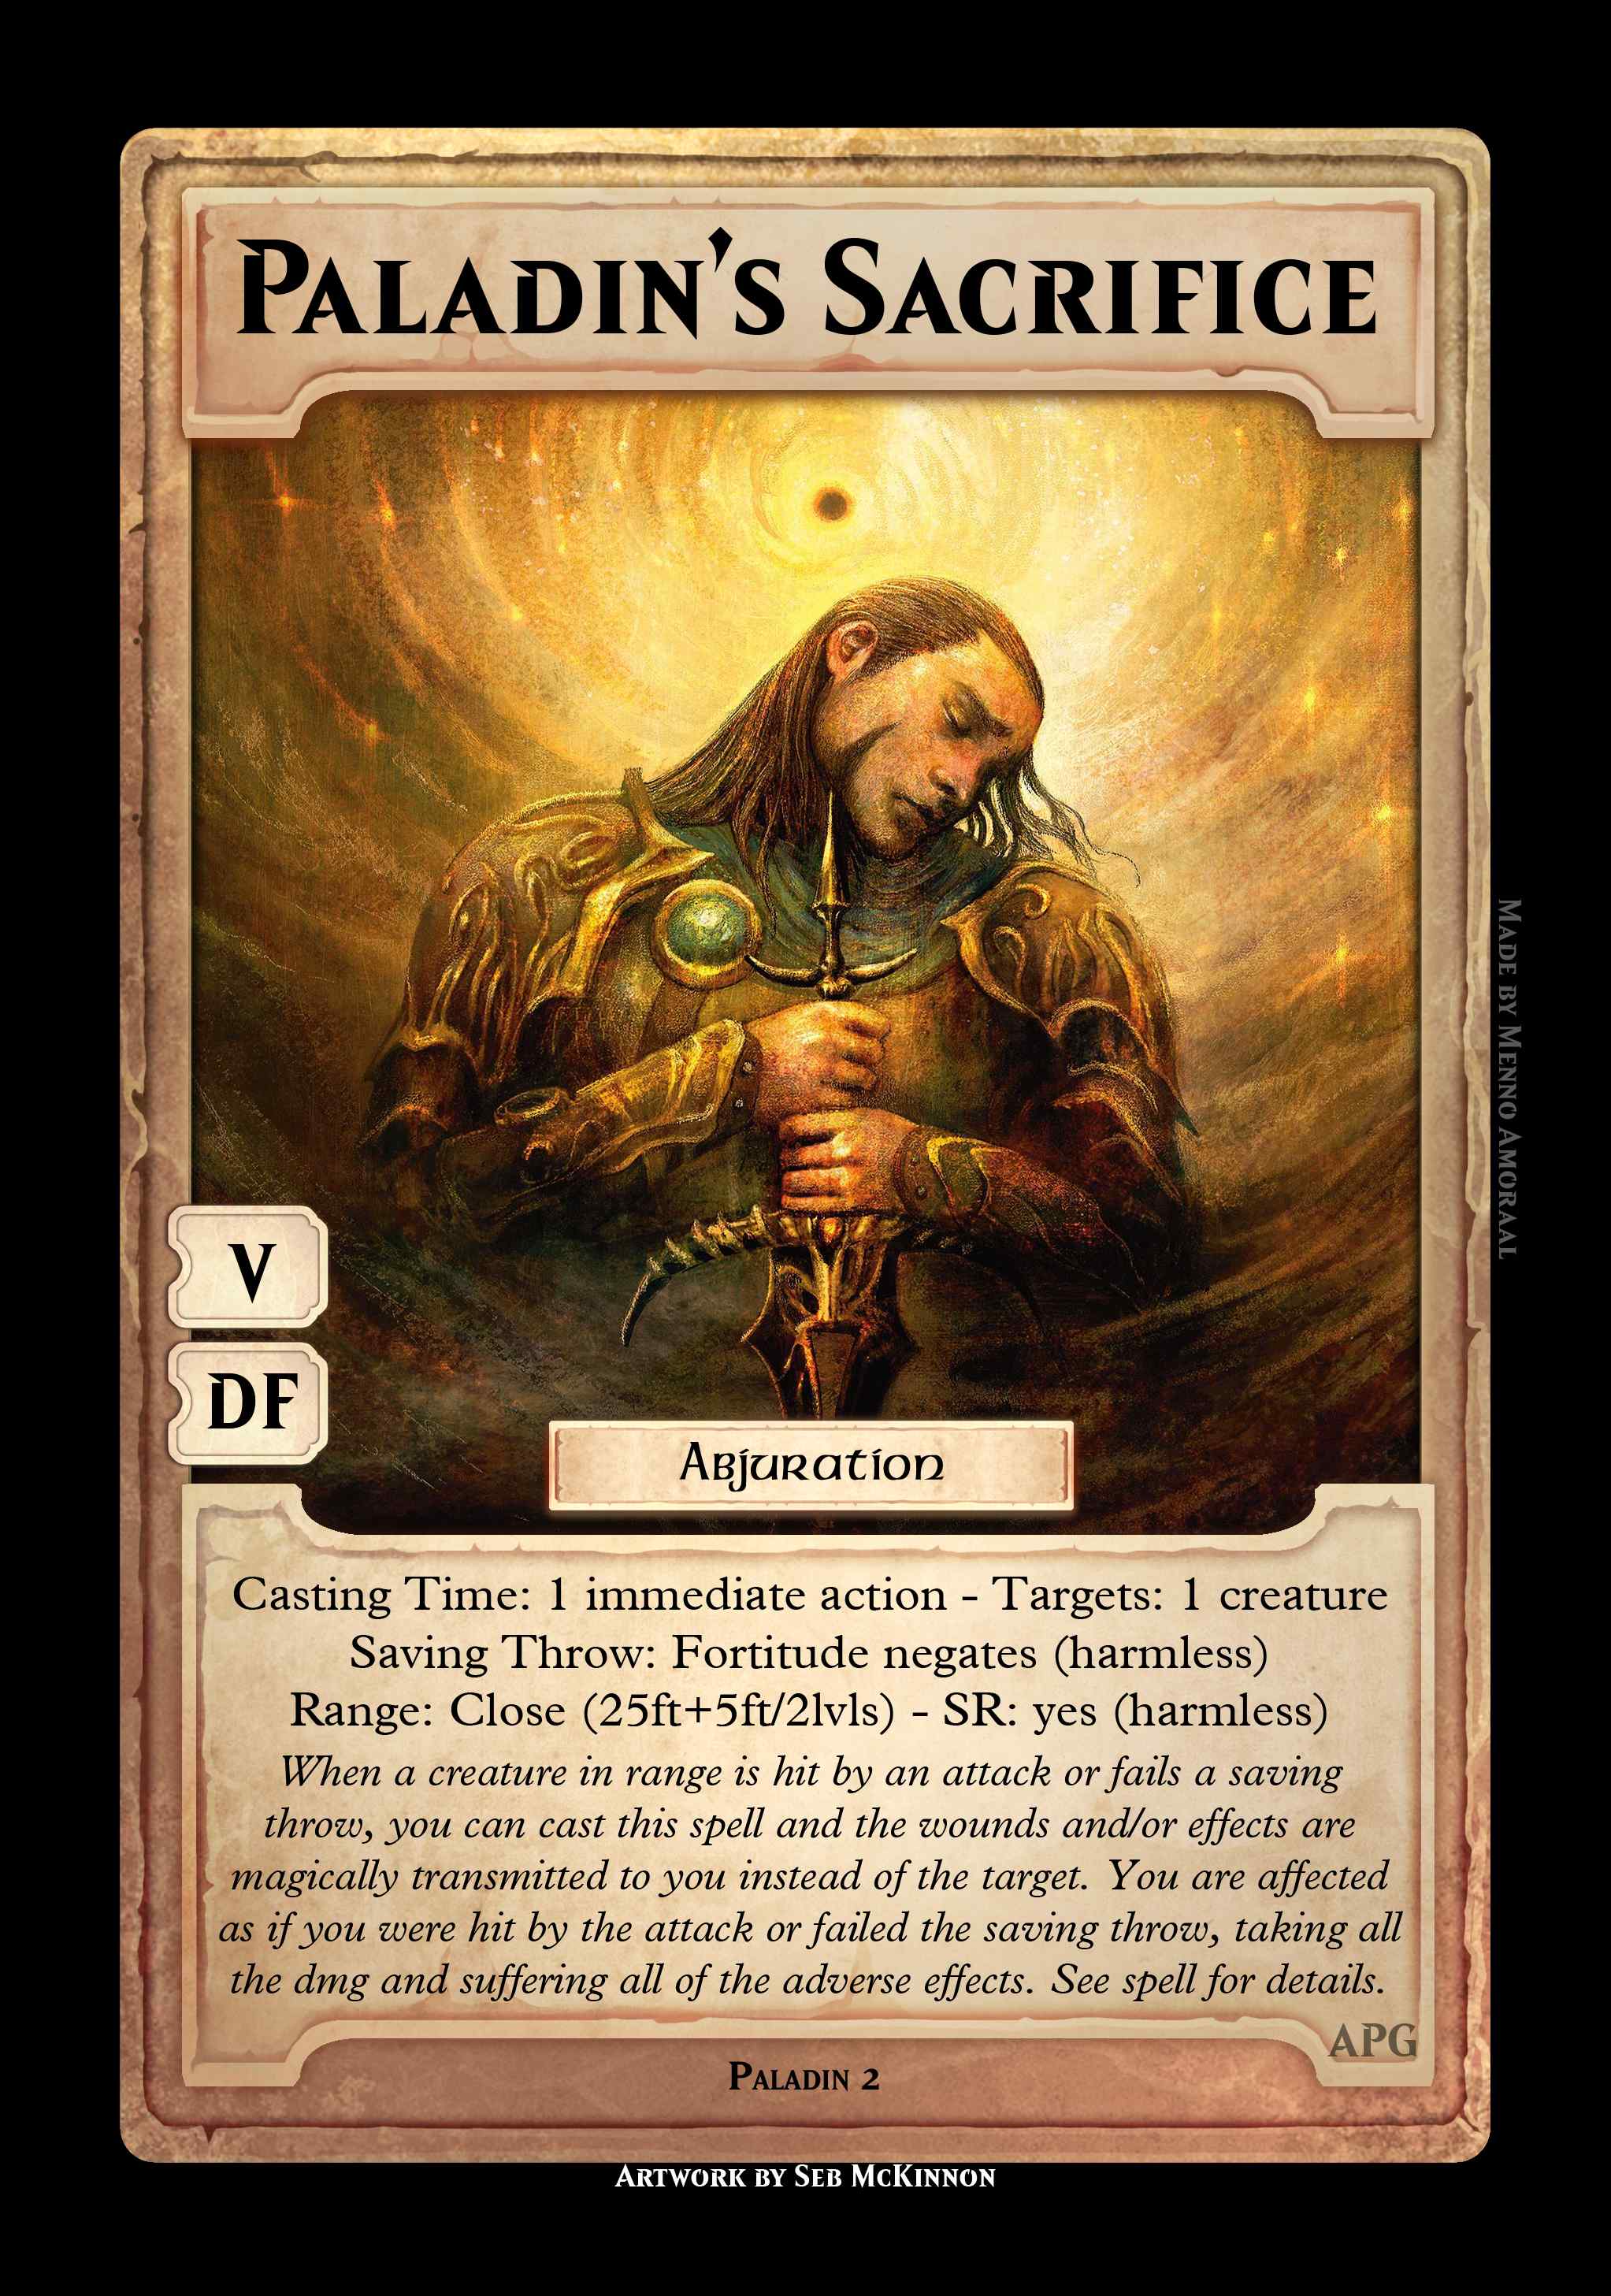 Paladin's Sacrifice
V
DF
Abjuration
Casting Time: 1 immediate action - Targets: 1 creature
Saving Throw: Fortitude negates (harmless)
Range: Close (25ft+5ft/2lvls) - SR: yes (harmless)
When a creature in range is hit by an attack or fails a saving
throw, you can cast this spell and the wounds and/or effects are
magically transmitted to you instead of the target. You are affected
as if you were hit by the attack or failed the saving throw, taking all
the dmg and suffering all of the adverse effects. See spell for details.
APG
Paladin 2
Artwork by Seb McKinnon
Made by Menno Amoraal